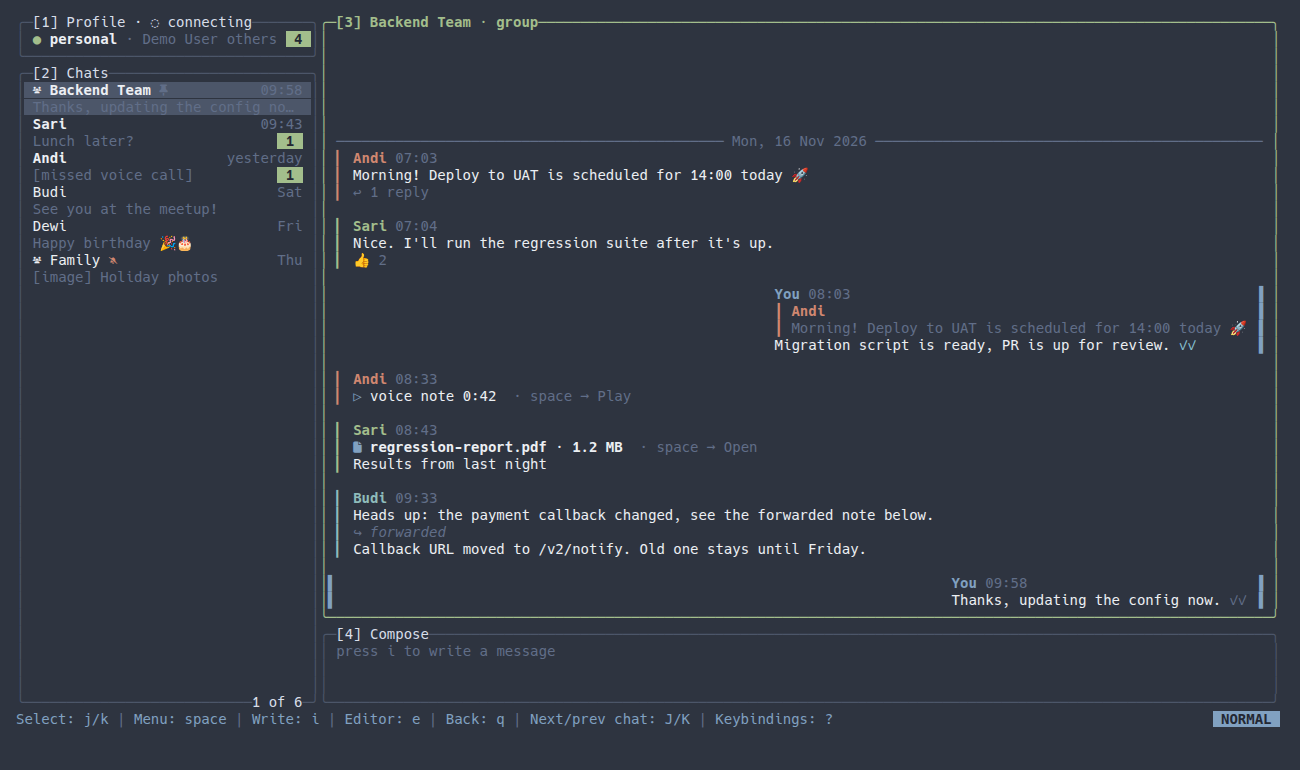 [1] Profile · ◌ connecting
● personal · Demo User others 4
[2] Chats
Backend Team 09:58
Thanks, updating the config no…
Sari 09:43
Lunch later? 1
Andi yesterday
[missed voice call] 1
Budi Sat
See you at the meetup!
Dewi Fri
Happy birthday 🎉🎂
Family Thu
[image] Holiday photos
1 of 6
[3] Backend Team · group
Mon, 16 Nov 2026
Andi 07:03
Morning! Deploy to UAT is scheduled for 14:00 today 🚀
↩ 1 reply
Sari 07:04
Nice. I'll run the regression suite after it's up.
👍 2
You 08:03
Andi
Morning! Deploy to UAT is scheduled for 14:00 today 🚀
Migration script is ready, PR is up for review. √√
Andi 08:33
▷ voice note 0:42 · space → Play
Sari 08:43
regression-report.pdf · 1.2 MB · space → Open
Results from last night
Budi 09:33
Heads up: the payment callback changed, see the forwarded note below.
↪ forwarded
Callback URL moved to /v2/notify. Old one stays until Friday.
You 09:58
Thanks, updating the config now. √√
[4] Compose
press i to write a message
Select: j/k | Menu: space | Write: i | Editor: e | Back: q | Next/prev chat: J/K | Keybindings: ? NORMAL